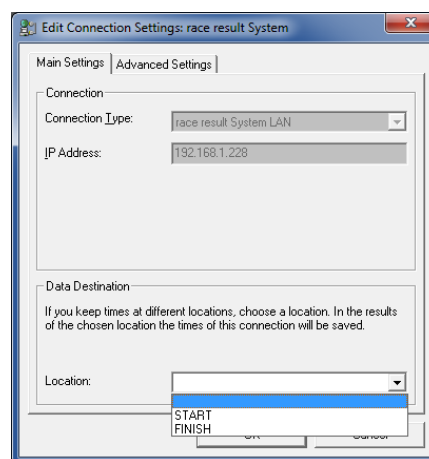 Edit Connection Settings: race result System
Main Settings Advanced Settings
Connection
Connection Type: race result System LAN
IP Address: 192.168.1.228
Data Destination
If you keep times at different locations, choose a location. In the results
of the chosen location the times of this connection will be saved.
Location:
START
FINISH